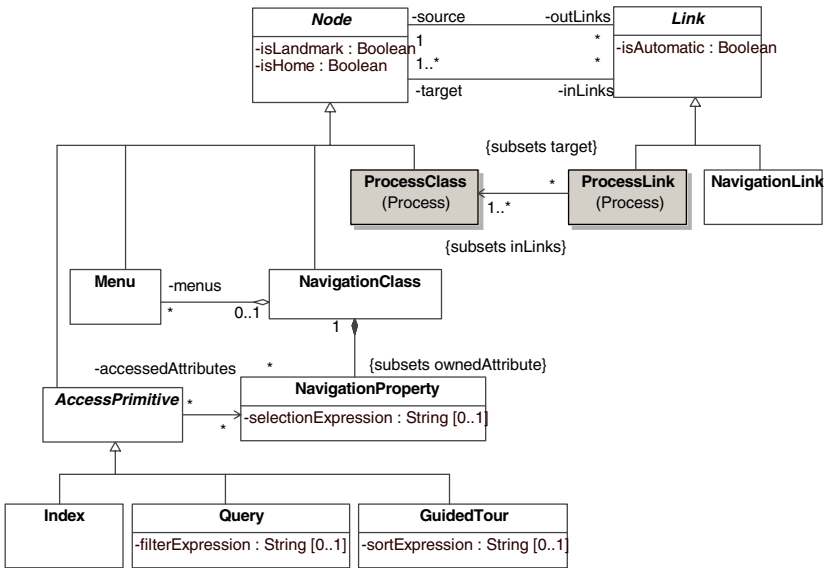 Node
-isLandmark : Boolean
-isHome : Boolean
-source
1
1..*
-target
-outLinks
*
*
-inLinks
Link
-isAutomatic : Boolean
{subsets target}
ProcessClass
(Process)
*
1..*
ProcessLink
(Process)
NavigationLink
{subsets inLinks}
Menu
-menus
*
0..1
NavigationClass
1
-accessedAttributes
*
{subsets ownedAttribute}
AccessPrimitive
*
*
NavigationProperty
-selectionExpression : String [0..1]
Index
Query
-filterExpression : String [0..1]
GuidedTour
-sortExpression : String [0..1]